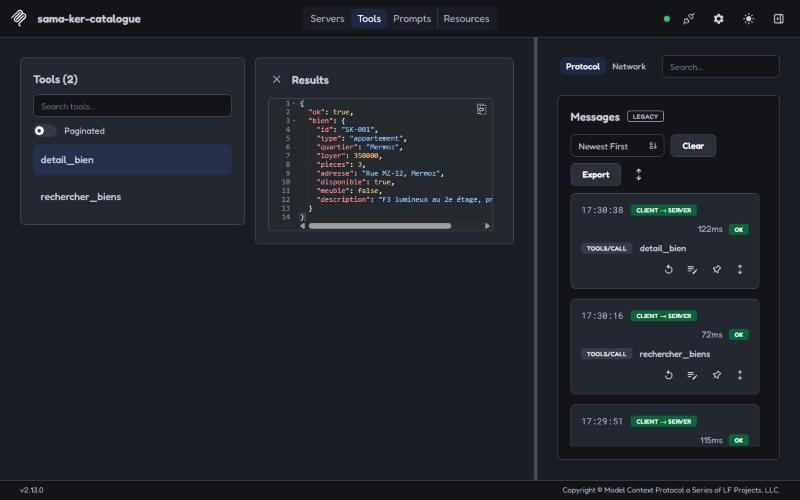 sama-ker-catalogue
Servers Tools Prompts Resources
Tools (2)
Search tools...
Paginated
detail_bien
rechercher_biens
Results
1 {
2 "ok": true,
3 "bien": {
4 "id": "SK-001",
5 "type": "appartement",
6 "quartier": "Mermoz",
7 "loyer": 350000,
8 "pieces": 3,
9 "adresse": "Rue MZ-12, Mermoz",
10 "disponible": true,
11 "meuble": false,
12 "description": "F3 lumineux au 2e étage, pr
13 }
14 }
Protocol Network Search...
Messages LEGACY
Newest First Clear
Export
17:30:38 CLIENT → SERVER
122ms OK
TOOLS/CALL detail_bien
17:30:16 CLIENT → SERVER
72ms OK
TOOLS/CALL rechercher_biens
17:29:51 CLIENT → SERVER
115ms OK
v2.13.0
Copyright © Model Context Protocol a Series of LF Projects, LLC.